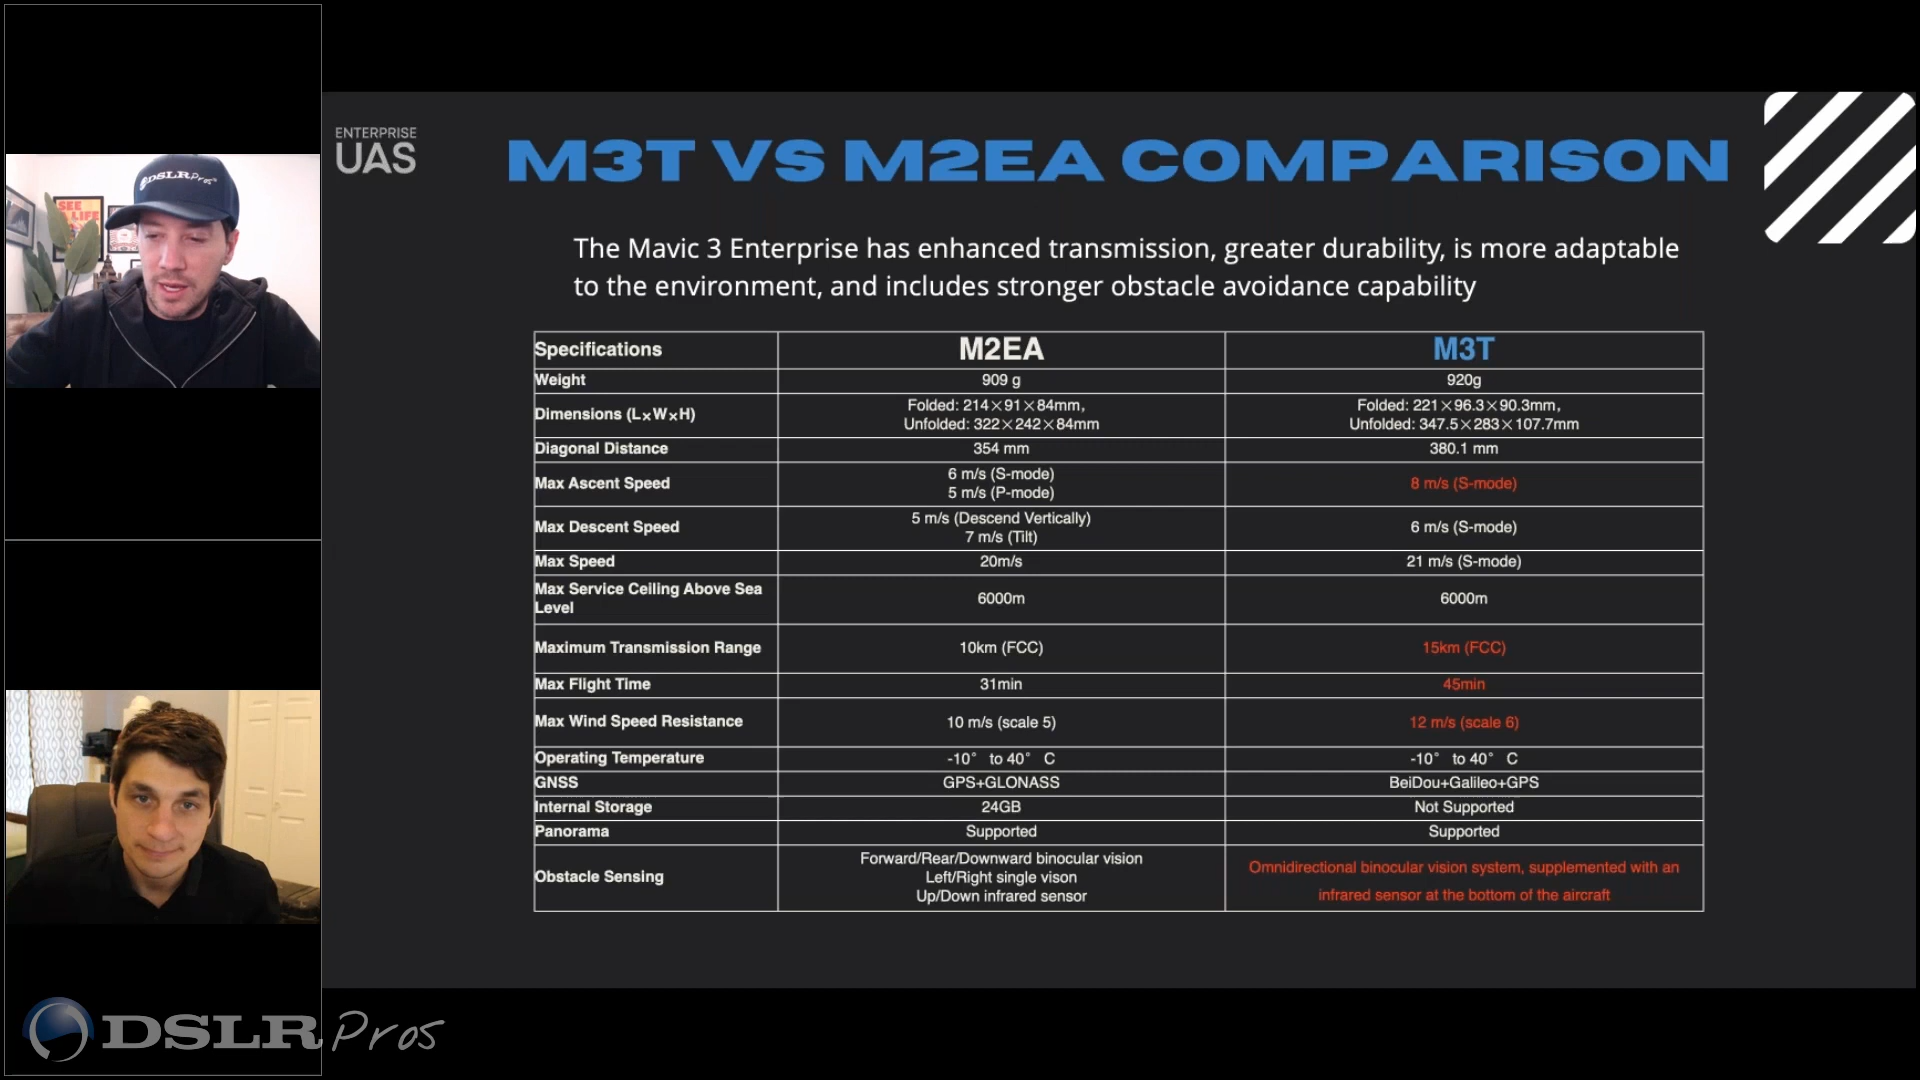 ENTERPRISE
UAS
M3T VS M2EA COMPARISON
The Mavic 3 Enterprise has enhanced transmission, greater durability, is more adaptable
to the environment, and includes stronger obstacle avoidance capability
Specifications M2EA M3T
Weight 909 g 920g
Dimensions (L×W×H) Folded: 214×91×84mm, Folded: 221×96.3×90.3mm,
Unfolded: 322×242×84mm Unfolded: 347.5×283×107.7mm
Diagonal Distance 354 mm 380.1 mm
Max Ascent Speed 6 m/s (S-mode) 8 m/s (S-mode)
5 m/s (P-mode)
Max Descent Speed 5 m/s (Descend Vertically) 6 m/s (S-mode)
7 m/s (Tilt)
Max Speed 20m/s 21 m/s (S-mode)
Max Service Ceiling Above Sea
Level 6000m 6000m
Maximum Transmission Range 10km (FCC) 15km (FCC)
Max Flight Time 31min 45min
Max Wind Speed Resistance 10 m/s (scale 5) 12 m/s (scale 6)
Operating Temperature -10° to 40° C -10° to 40° C
GNSS GPS+GLONASS BeiDou+Galileo+GPS
Internal Storage 24GB Not Supported
Panorama Supported Supported
Obstacle Sensing Forward/Rear/Downward binocular vision Omnidirectional binocular vision system, supplemented with an
Left/Right single vison infrared sensor at the bottom of the aircraft
Up/Down infrared sensor
DSLRPros
SEE
LIFE
DSLRPros